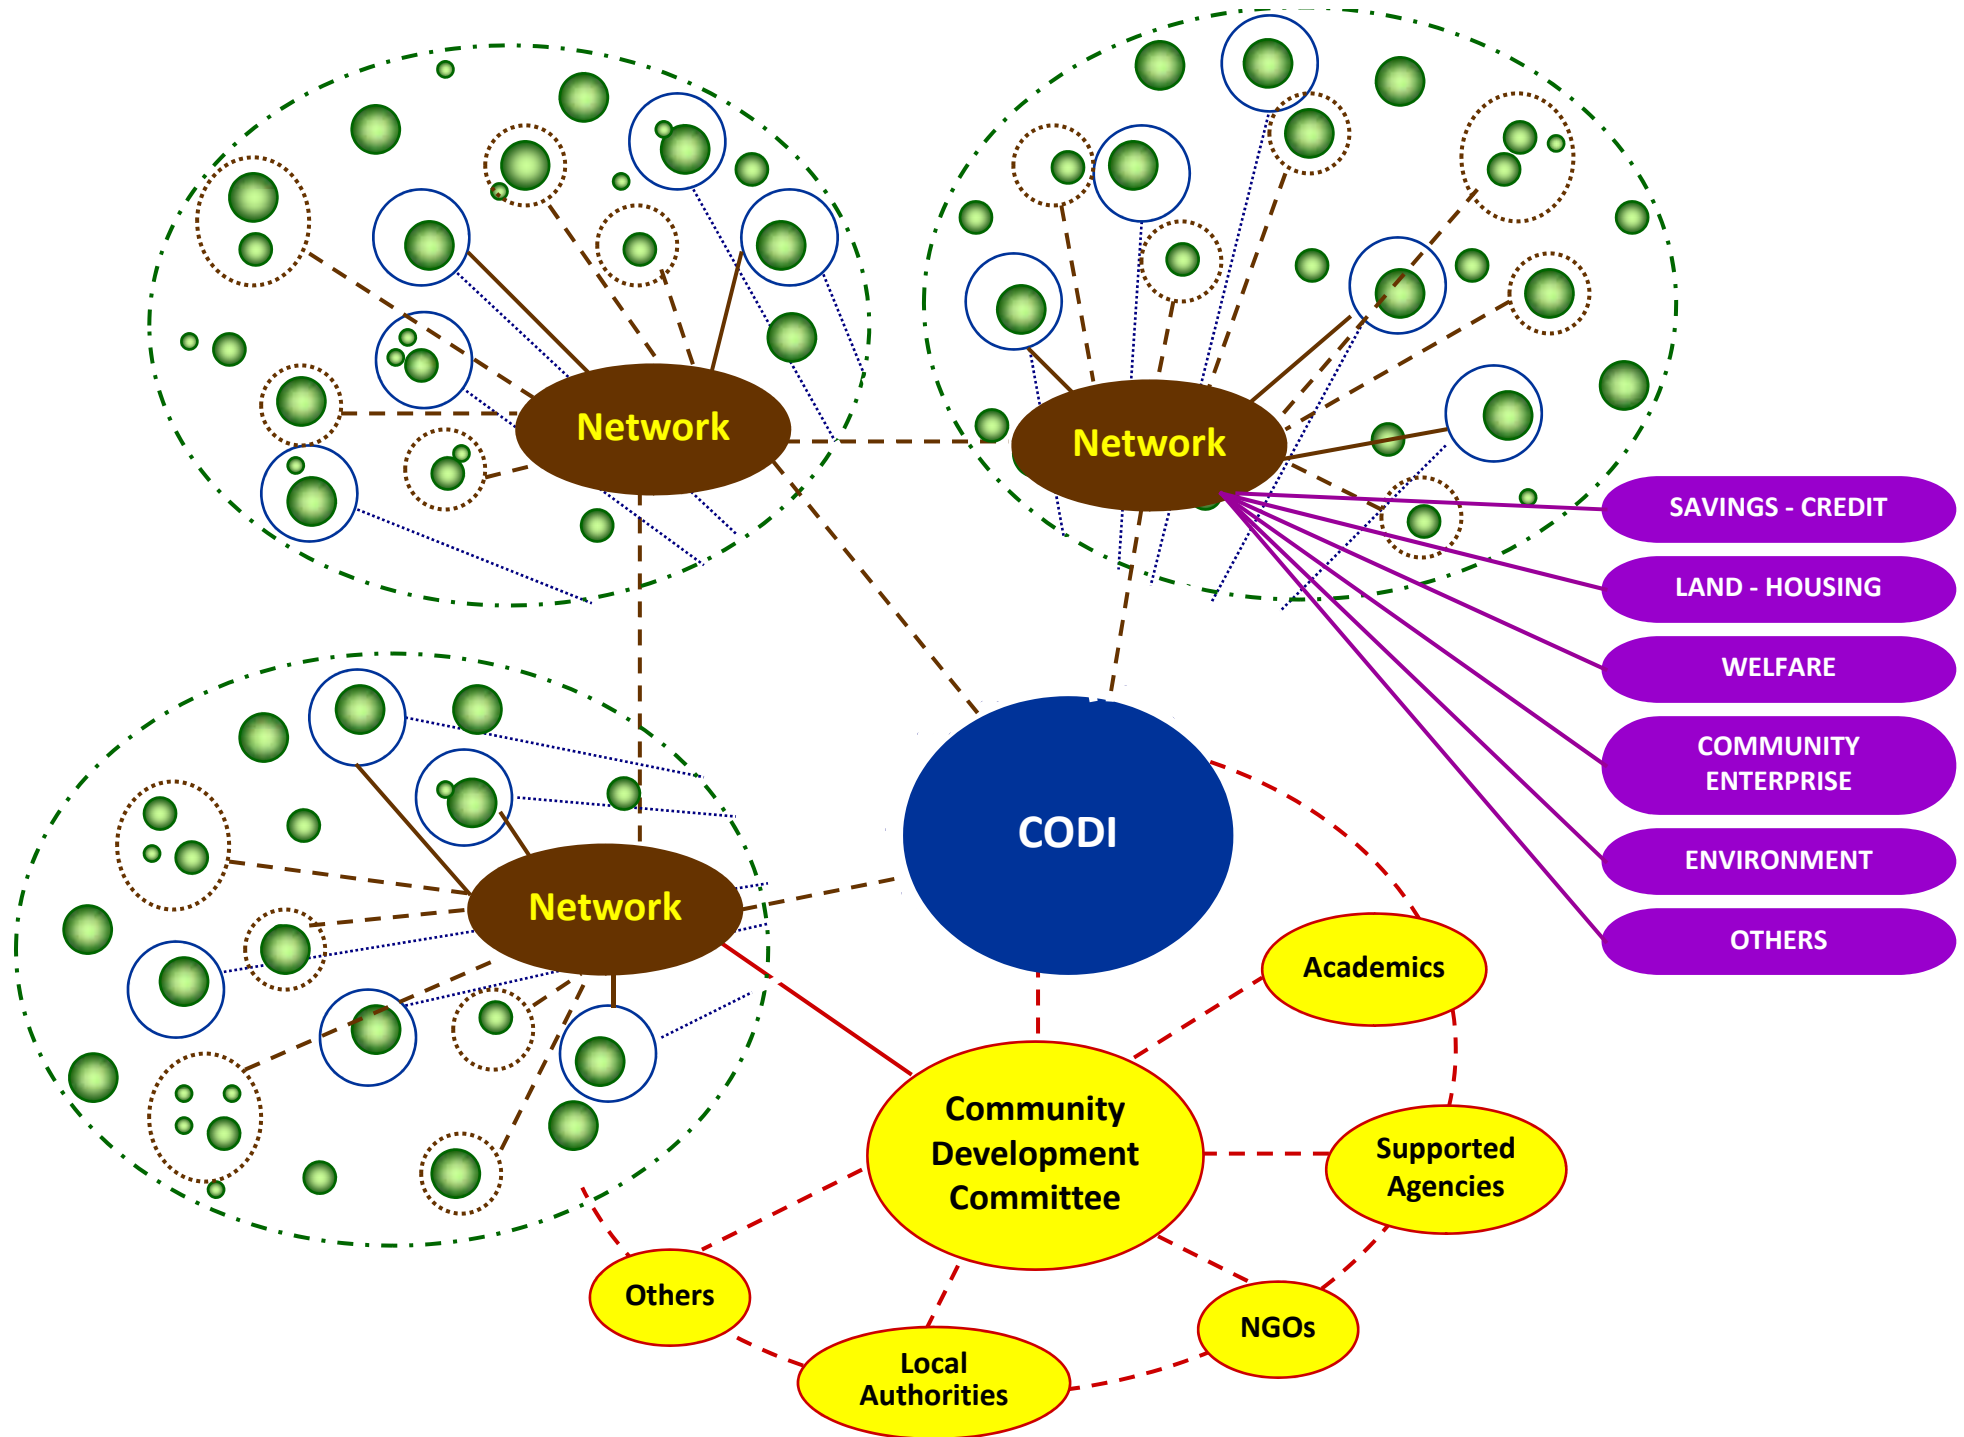 Network
Network
SAVINGS - CREDIT
LAND - HOUSING
WELFARE
COMMUNITY
ENTERPRISE
ENVIRONMENT
OTHERS
CODI
Network
Academics
Community
Development
Committee
Supported
Agencies
Others
NGOs
Local
Authorities